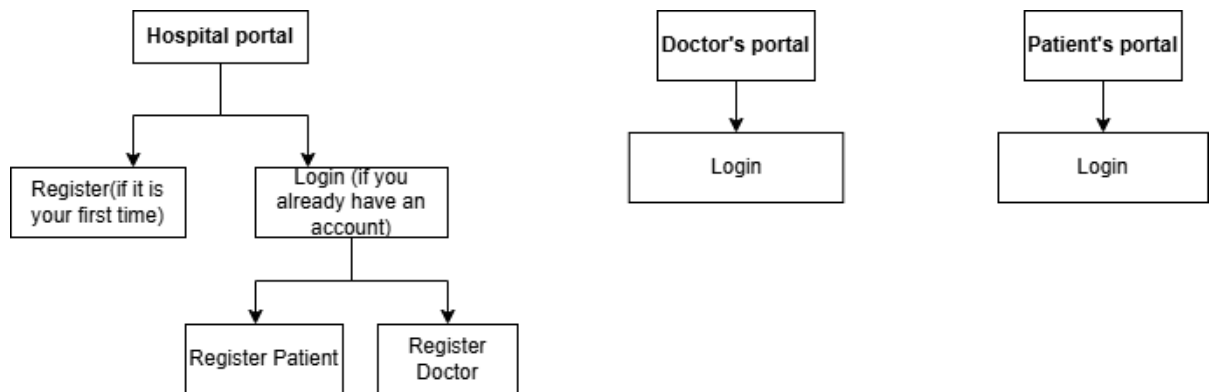 Hospital portal
Doctor's portal
Patient's portal
Login
Login
Register(if it is
your first time)
Login (if you
already have an
account)
Register Patient
Register
Doctor